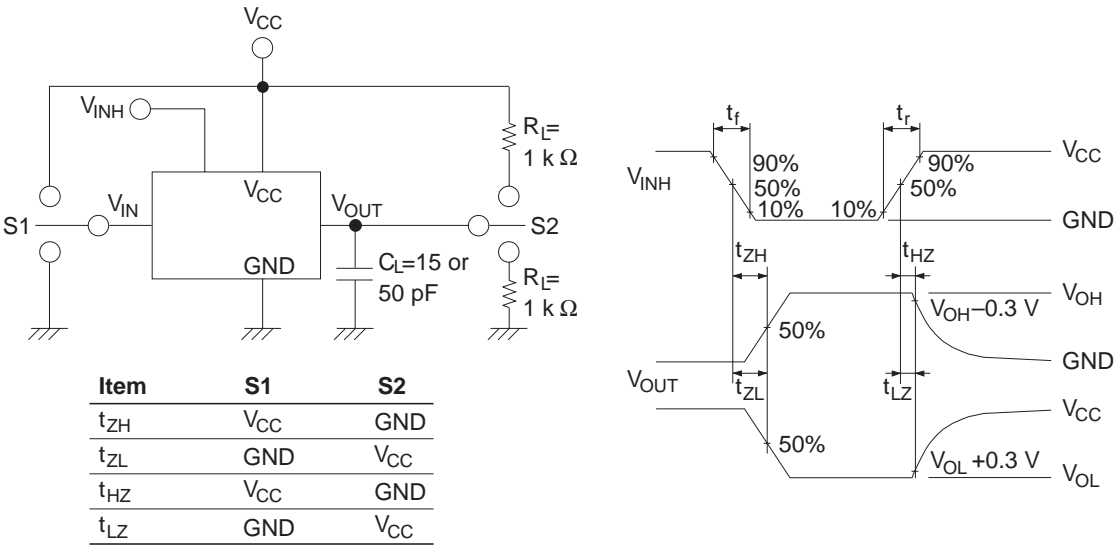 VCC
VINH
RL=
1 k Ω
VCC
S1
VIN
VOUT
S2
GND
CL=15 or
50 pF
RL=
1 k Ω
Item S1 S2
tZH VCC GND
tZL GND VCC
tHZ VCC GND
tLZ GND VCC
tf
tr
VINH
90%
50%
10%
10%
90%
50%
VCC
GND
tZH
tHZ
VOH
VOH–0.3 V
50%
GND
VOUT
tZL
tLZ
VCC
50%
VOL +0.3 V
VOL